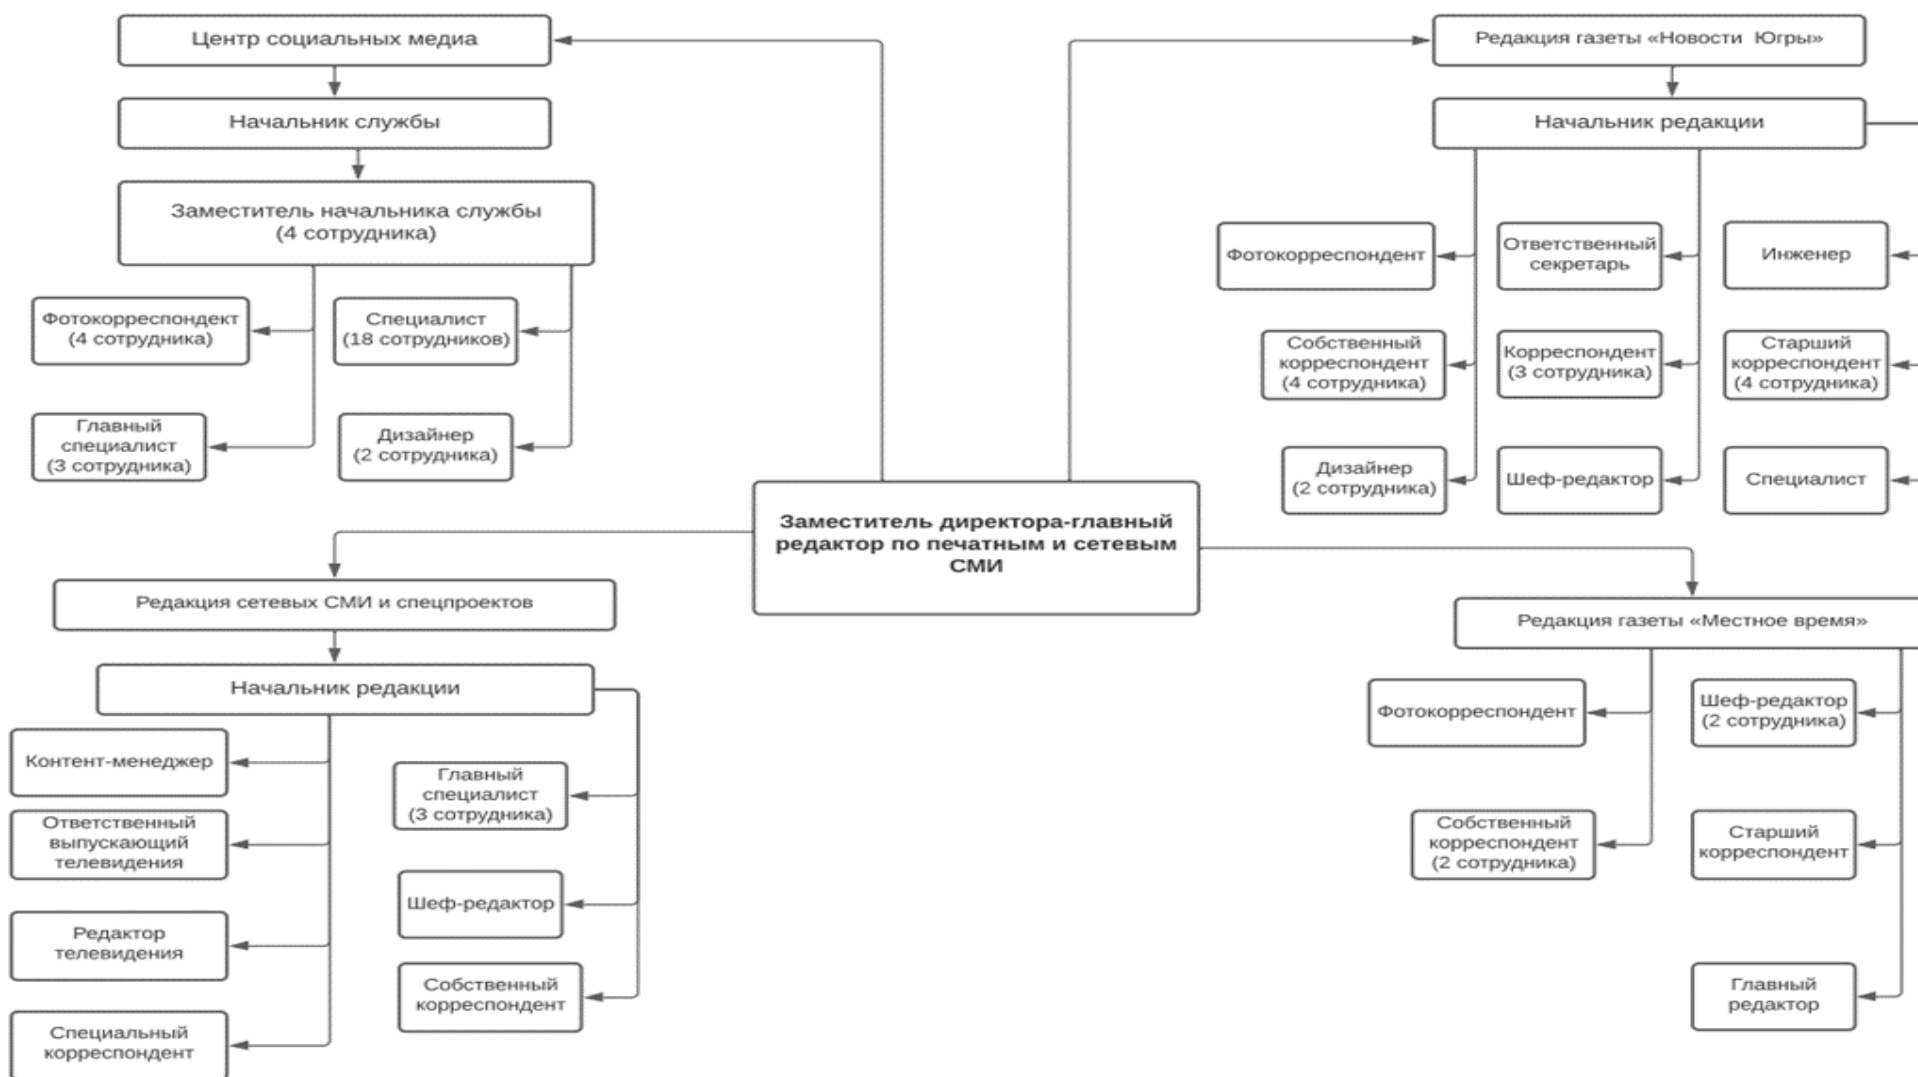 Центр социальных медиа
Начальник службы
Заместитель начальника службы
(4 сотрудника)
Фотокорреспондект
(4 сотрудника)
Специалист
(18 сотрудников)
Главный
специалист
(3 сотрудника)
Дизайнер
(2 сотрудника)
Редакция газеты «Новости Югры»
Начальник редакции
Фотокорреспондент
Ответственный
секретарь
Инженер
Собственный
корреспондент
(4 сотрудника)
Корреспондент
(3 сотрудника)
Старший
корреспондент
(4 сотрудника)
Дизайнер
(2 сотрудника)
Шеф-редактор
Специалист
Заместитель директора-главный
редактор по печатным и сетевым
СМИ
Редакция сетевых СМИ и спецпроектов
Начальник редакции
Контент-менеджер
Ответственный
выпускающий
телевидения
Редактор
телевидения
Специальный
корреспондент
Главный
специалист
(3 сотрудника)
Шеф-редактор
Собственный
корреспондент
Редакция газеты «Местное время»
Фотокорреспондент
Шеф-редактор
(2 сотрудника)
Собственный
корреспондент
(2 сотрудника)
Старший
корреспондент
Главный
редактор